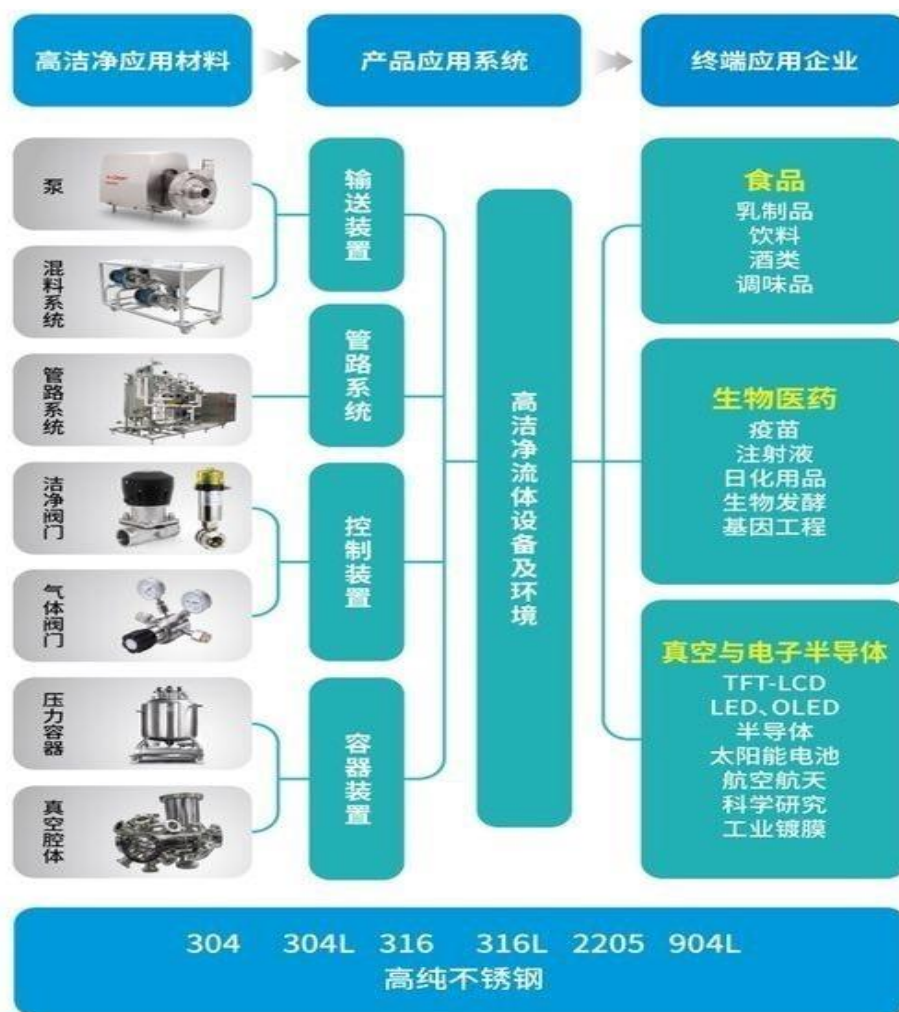 高洁净应用材料
产品应用系统
终端应用企业
泵
混料系统
管路系统
洁净阀门
气体阀门
压力容器
真空腔体
输送装置
管路系统
控制装置
容器装置
高洁净流体设备及环境
食品
乳制品
饮料
酒类
调味品
生物医药
疫苗
注射液
日化用品
生物发酵
基因工程
真空与电子半导体
TFT-LCD
LED、OLED
半导体
太阳能电池
航空航天
科学研究
工业镀膜
304 304L 316 316L 2205 904L
高纯不锈钢